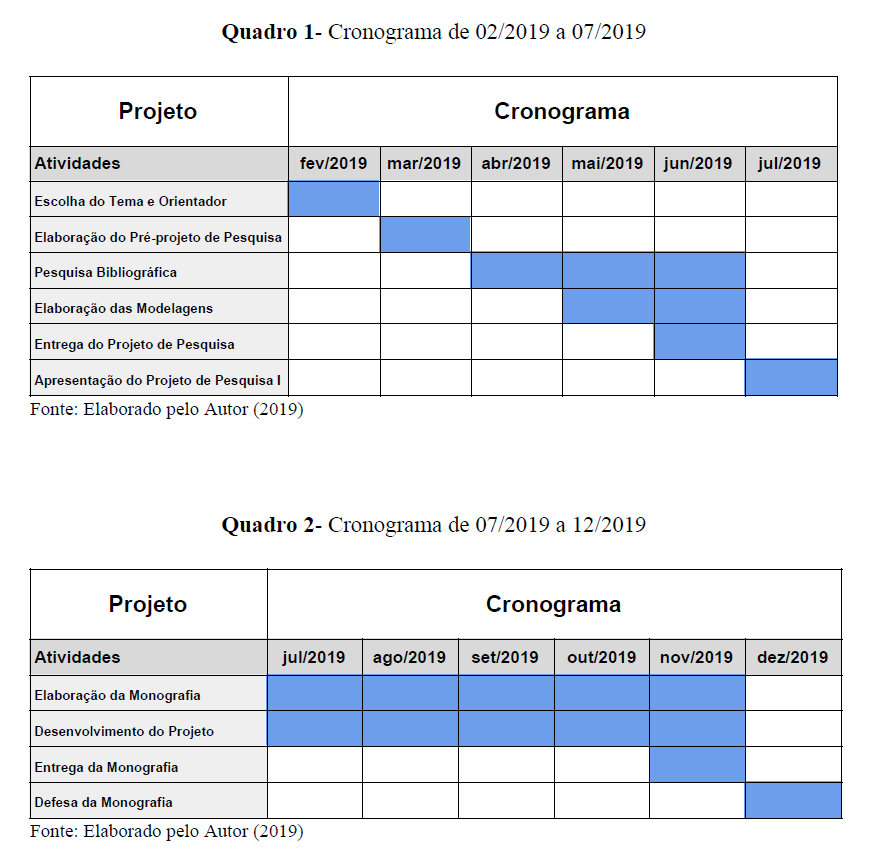 Quadro 1- Cronograma de 02/2019 a 07/2019
Projeto Cronograma
Atividades fev/2019 mar/2019 abr/2019 mai/2019 jun/2019 jul/2019
Escolha do Tema e Orientador
Elaboração do Pré-projeto de Pesquisa
Pesquisa Bibliográfica
Elaboração das Modelagens
Entrega do Projeto de Pesquisa
Apresentação do Projeto de Pesquisa I
Fonte: Elaborado pelo Autor (2019)
Quadro 2- Cronograma de 07/2019 a 12/2019
Projeto Cronograma
Atividades jul/2019 ago/2019 set/2019 out/2019 nov/2019 dez/2019
Elaboração da Monografia
Desenvolvimento do Projeto
Entrega da Monografia
Defesa da Monografia
Fonte: Elaborado pelo Autor (2019)